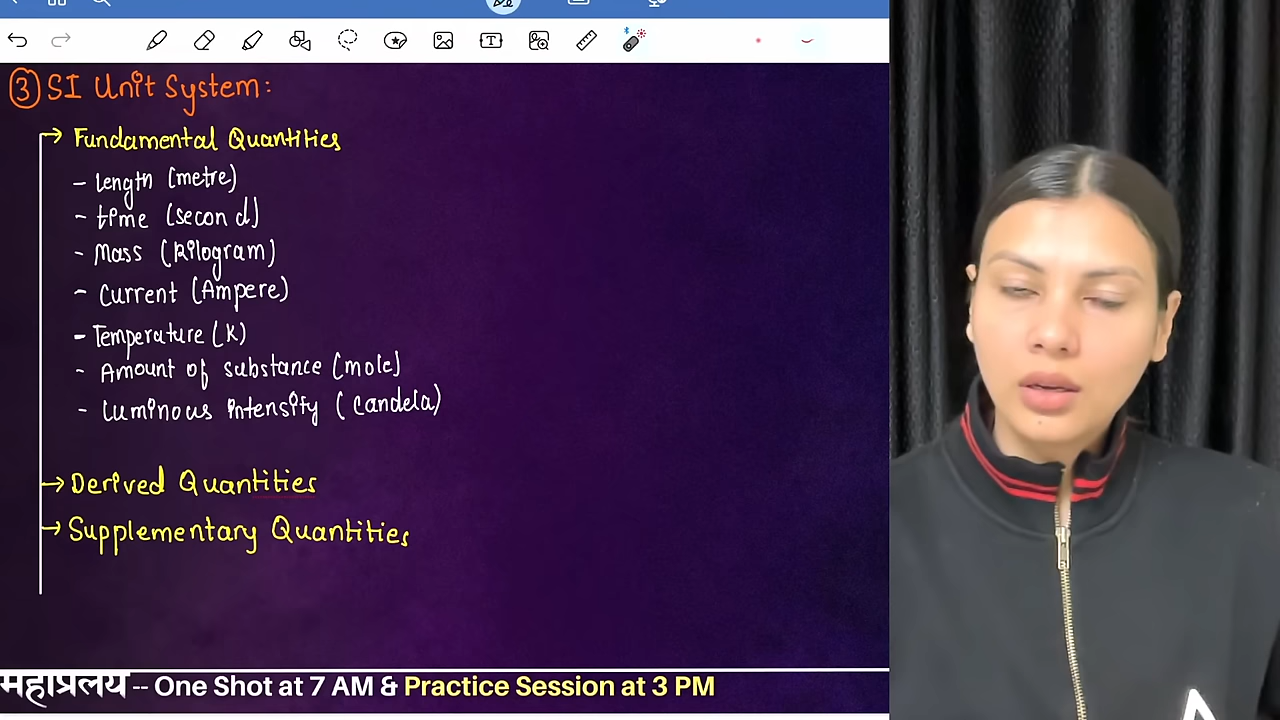 ③ SI Unit System:
→ Fundamental Quantities
- Length (metre)
- time (second)
- Mass (kilogram)
- Current (Ampere)
- Temperature (K)
- Amount of substance (mole)
- Luminous intensity (candela)
→ Derived Quantities
→ Supplementary Quantities
महाप्रलय -- One Shot at 7 AM & Practice Session at 3 PM